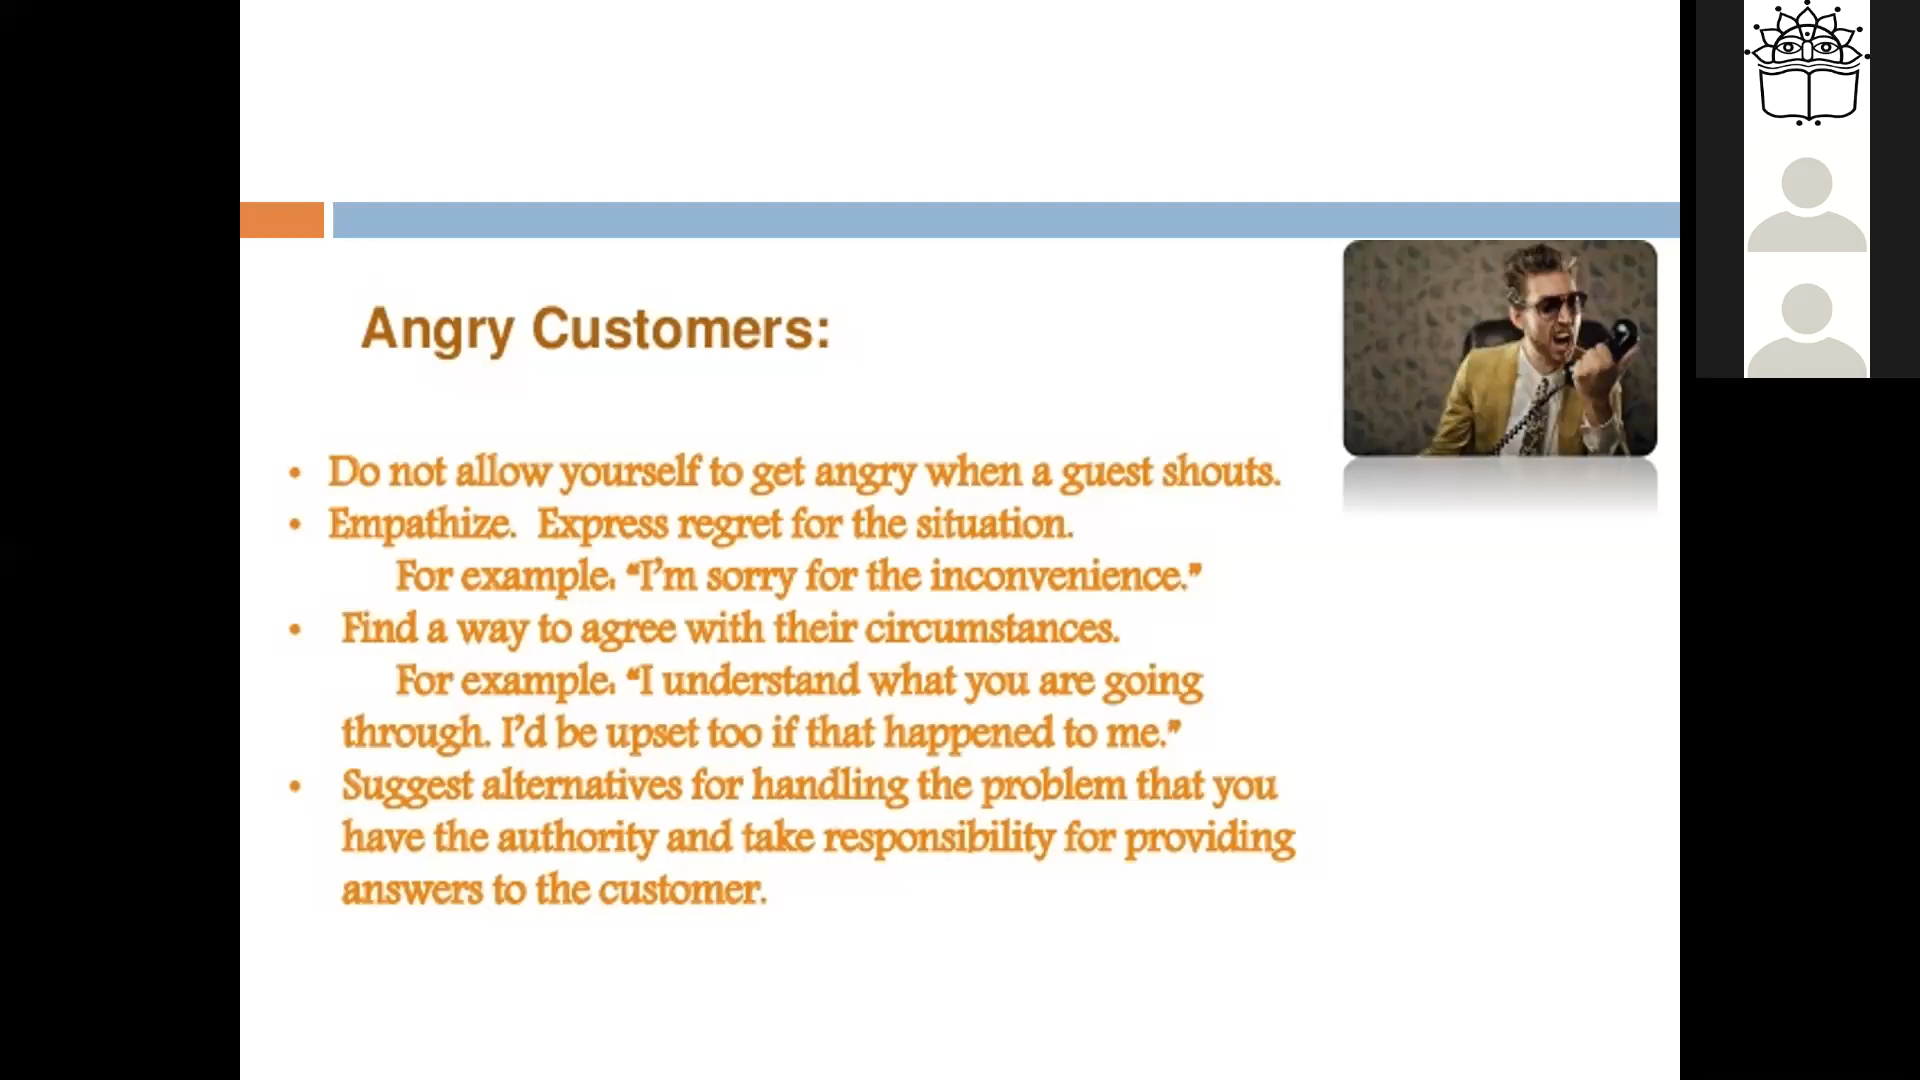 Angry Customers:
• Do not allow yourself to get angry when a guest shouts.
• Empathize. Express regret for the situation.
For example: “I’m sorry for the inconvenience.”
• Find a way to agree with their circumstances.
For example: “I understand what you are going
through. I’d be upset too if that happened to me.”
• Suggest alternatives for handling the problem that you
have the authority and take responsibility for providing
answers to the customer.